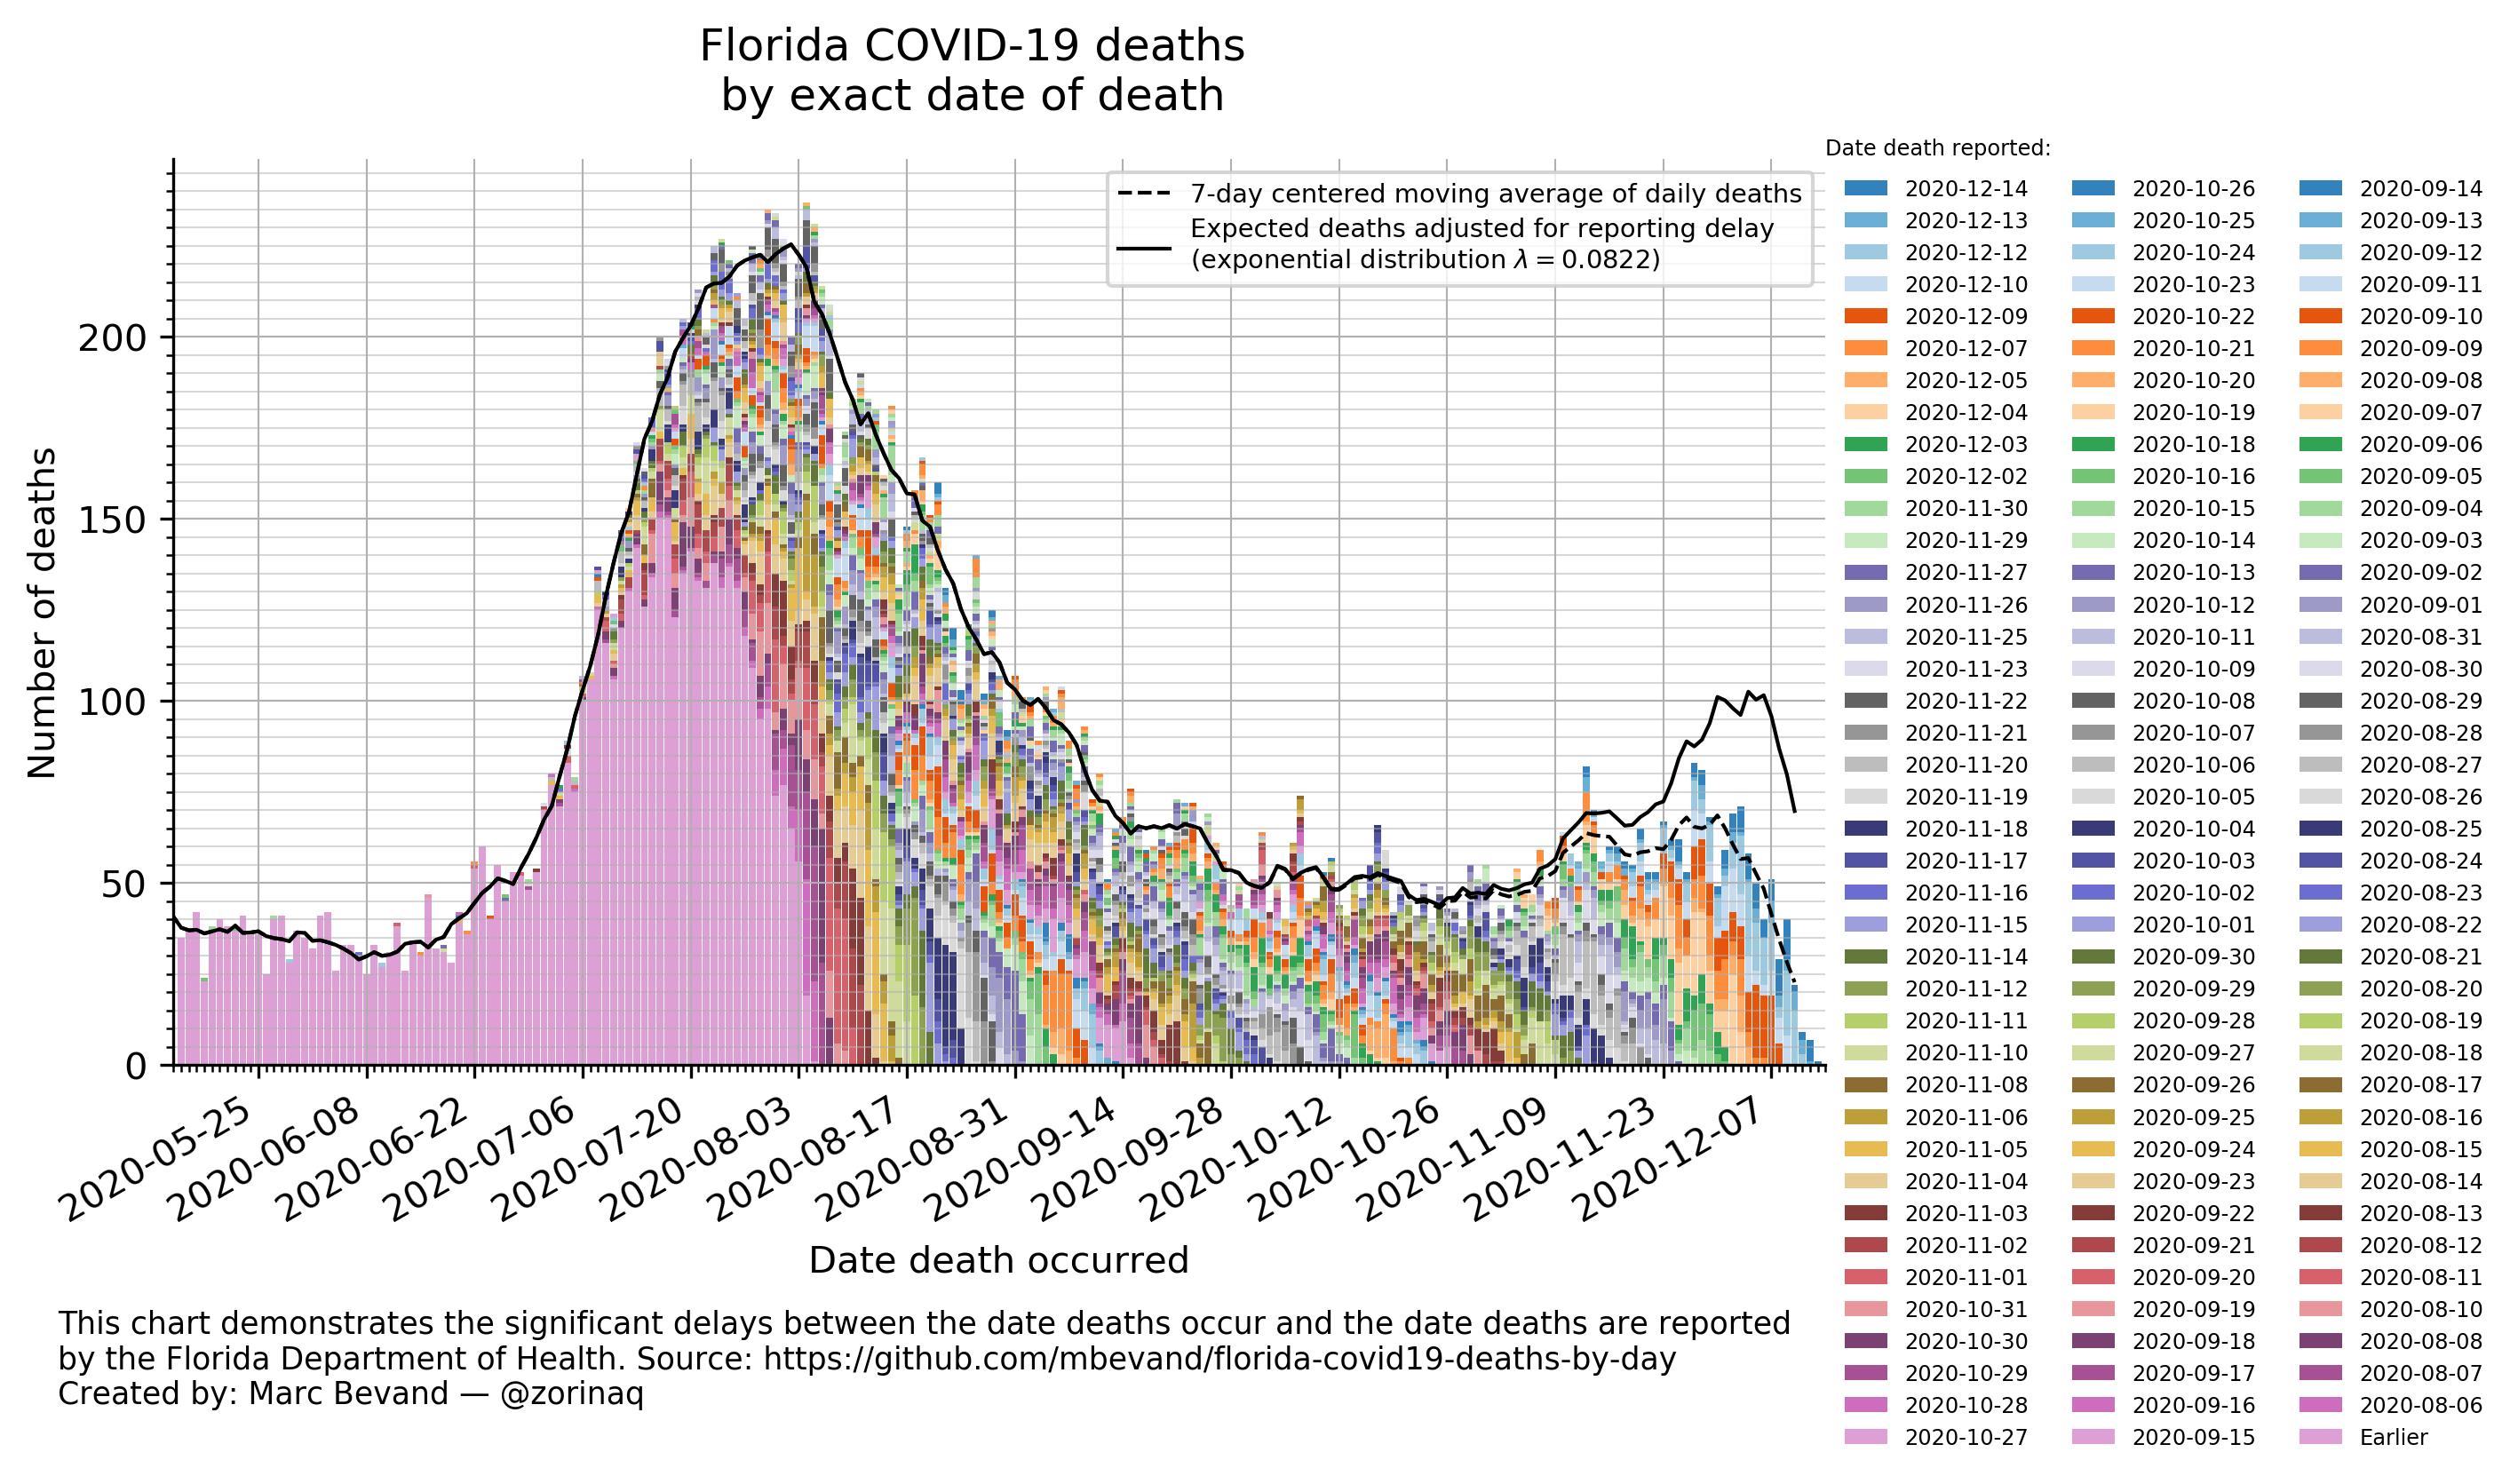 Florida COVID-19 deaths
by exact date of death
Date death reported:
7-day centered moving average of daily deaths
Expected deaths adjusted for reporting delay
(exponential distribution λ = 0.0822)
2020-12-14 2020-10-26 2020-09-14
2020-12-13 2020-10-25 2020-09-13
2020-12-12 2020-10-24 2020-09-12
2020-12-10 2020-10-23 2020-09-11
2020-12-09 2020-10-22 2020-09-10
2020-12-07 2020-10-21 2020-09-09
2020-12-05 2020-10-20 2020-09-08
2020-12-04 2020-10-19 2020-09-07
2020-12-03 2020-10-18 2020-09-06
2020-12-02 2020-10-16 2020-09-05
2020-11-30 2020-10-15 2020-09-04
2020-11-29 2020-10-14 2020-09-03
2020-11-27 2020-10-13 2020-09-02
2020-11-26 2020-10-12 2020-09-01
2020-11-25 2020-10-11 2020-08-31
2020-11-23 2020-10-09 2020-08-30
2020-11-22 2020-10-08 2020-08-29
2020-11-21 2020-10-07 2020-08-28
2020-11-20 2020-10-06 2020-08-27
2020-11-19 2020-10-05 2020-08-26
2020-11-18 2020-10-04 2020-08-25
2020-11-17 2020-10-03 2020-08-24
2020-11-16 2020-10-02 2020-08-23
2020-11-15 2020-10-01 2020-08-22
2020-11-14 2020-09-30 2020-08-21
2020-11-12 2020-09-29 2020-08-20
2020-11-11 2020-09-28 2020-08-19
2020-11-10 2020-09-27 2020-08-18
2020-11-08 2020-09-26 2020-08-17
2020-11-06 2020-09-25 2020-08-16
2020-11-05 2020-09-24 2020-08-15
2020-11-04 2020-09-23 2020-08-14
2020-11-03 2020-09-22 2020-08-13
2020-11-02 2020-09-21 2020-08-12
2020-11-01 2020-09-20 2020-08-11
2020-10-31 2020-09-19 2020-08-10
2020-10-30 2020-09-18 2020-08-08
2020-10-29 2020-09-17 2020-08-07
2020-10-28 2020-09-16 2020-08-06
2020-10-27 2020-09-15 Earlier
Number of deaths
200
150
100
50
0
2020-05-25
2020-06-08
2020-06-22
2020-07-06
2020-07-20
2020-08-03
2020-08-17
2020-08-31
2020-09-14
2020-09-28
2020-10-12
2020-10-26
2020-11-09
2020-11-23
2020-12-07
Date death occurred
This chart demonstrates the significant delays between the date deaths occur and the date deaths are reported
by the Florida Department of Health. Source: https://github.com/mbevand/florida-covid19-deaths-by-day
Created by: Marc Bevand — @zorinaq